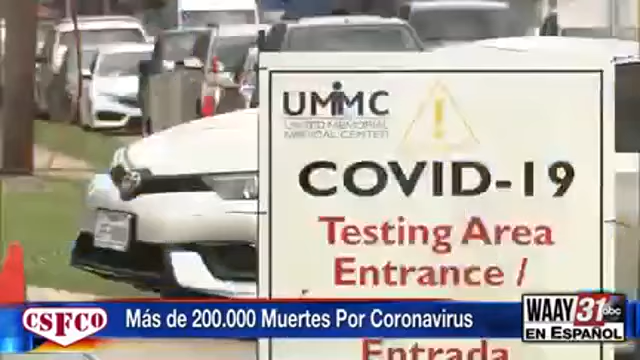 UMMC
UNITED MEMORIAL
MEDICAL CENTER
!
COVID-19
Testing Area
Entrance /
Entrada
CSFCO
Más de 200.000 Muertes Por Coronavirus
WAAY 31 abc
EN ESPAÑOL